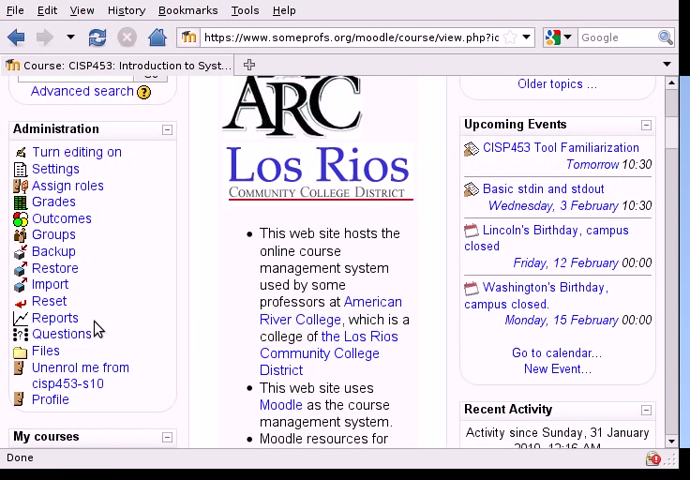 File Edit View History Bookmarks Tools Help
https://www.someprofs.org/moodle/course/view.php?ic
Google
Course: CISP453: Introduction to Syst...
Advanced search
Administration
Turn editing on
Settings
Assign roles
Grades
Outcomes
Groups
Backup
Restore
Import
Reset
Reports
Questions
Files
Unenrol me from
cisp453-s10
Profile
My courses
ARC
Los Rios
COMMUNITY COLLEGE DISTRICT
This web site hosts the
online course
management system
used by some
professors at American
River College, which is a
college of the Los Rios
Community College
District
This web site uses
Moodle as the course
management system.
Moodle resources for
Older topics ...
Upcoming Events
CISP453 Tool Familiarization
Tomorrow 10:30
Basic stdin and stdout
Wednesday, 3 February 10:30
Lincoln's Birthday, campus
closed
Friday, 12 February 00:00
Washington's Birthday,
campus closed.
Monday, 15 February 00:00
Go to calendar...
New Event...
Recent Activity
Activity since Sunday, 31 January
2010, 12:16 AM
Done